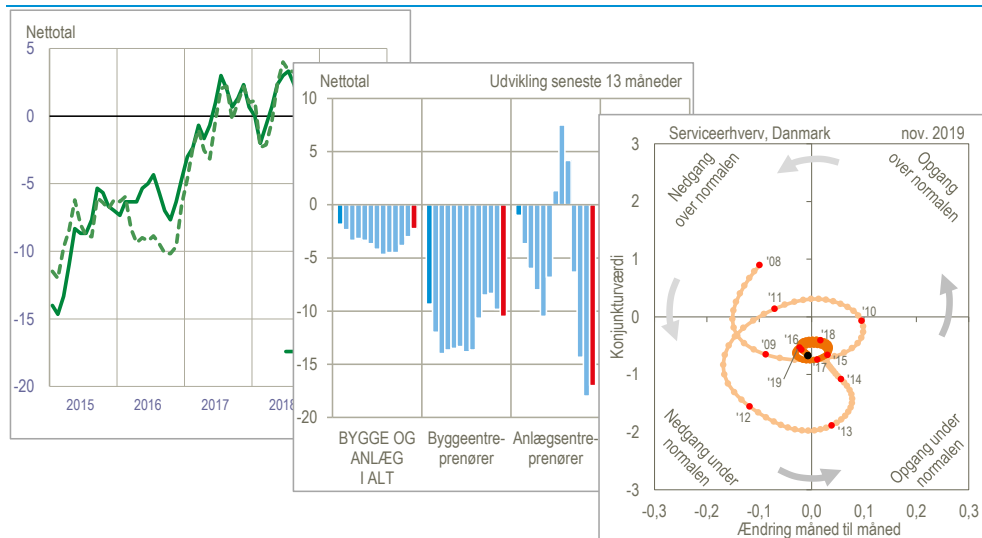 Nettotal
5
0
-5
-10
-15
-20
2015
2016
2017
2018
Nettotal
Udvikling seneste 13 måneder
10
5
0
-5
-10
-15
-20
BYGGE OG
ANLÆG
I ALT
Byggeentre-
prenører
Anlægsentre-
prenører
Serviceerhverv, Danmark
nov. 2019
Konjunkturværdi
3
2
1
0
-1
-2
-3
Nedgang
over normalen
Opgang
over normalen
'08
'11
'10
'16
'18
'09
'15
'17
'19
'14
'12
'13
Nedgang under
normalen
Opgang under
normalen
-0,3
-0,2
-0,1
0,0
0,1
0,2
0,3
Ændring måned til måned